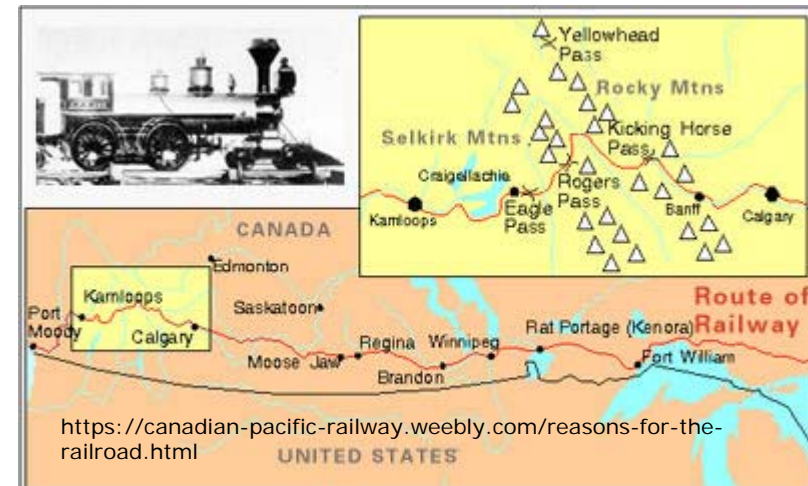 Yellowhead
Pass
Rocky Mtns
Selkirk Mtns
Kicking Horse
Pass
Craigellachie
Rogers
Pass
Eagle
Pass
Kamloops
Banff
Calgary
CANADA
Edmonton
Kamloops
Saskatoon
Port
Moody
Calgary
Route of
Railway
Regina
Winnipeg
Rat Portage (Kenora)
Moose Jaw
Brandon
Fort William
https://canadian-pacific-railway.weebly.com/reasons-for-the-
railroad.html
UNITED STATES